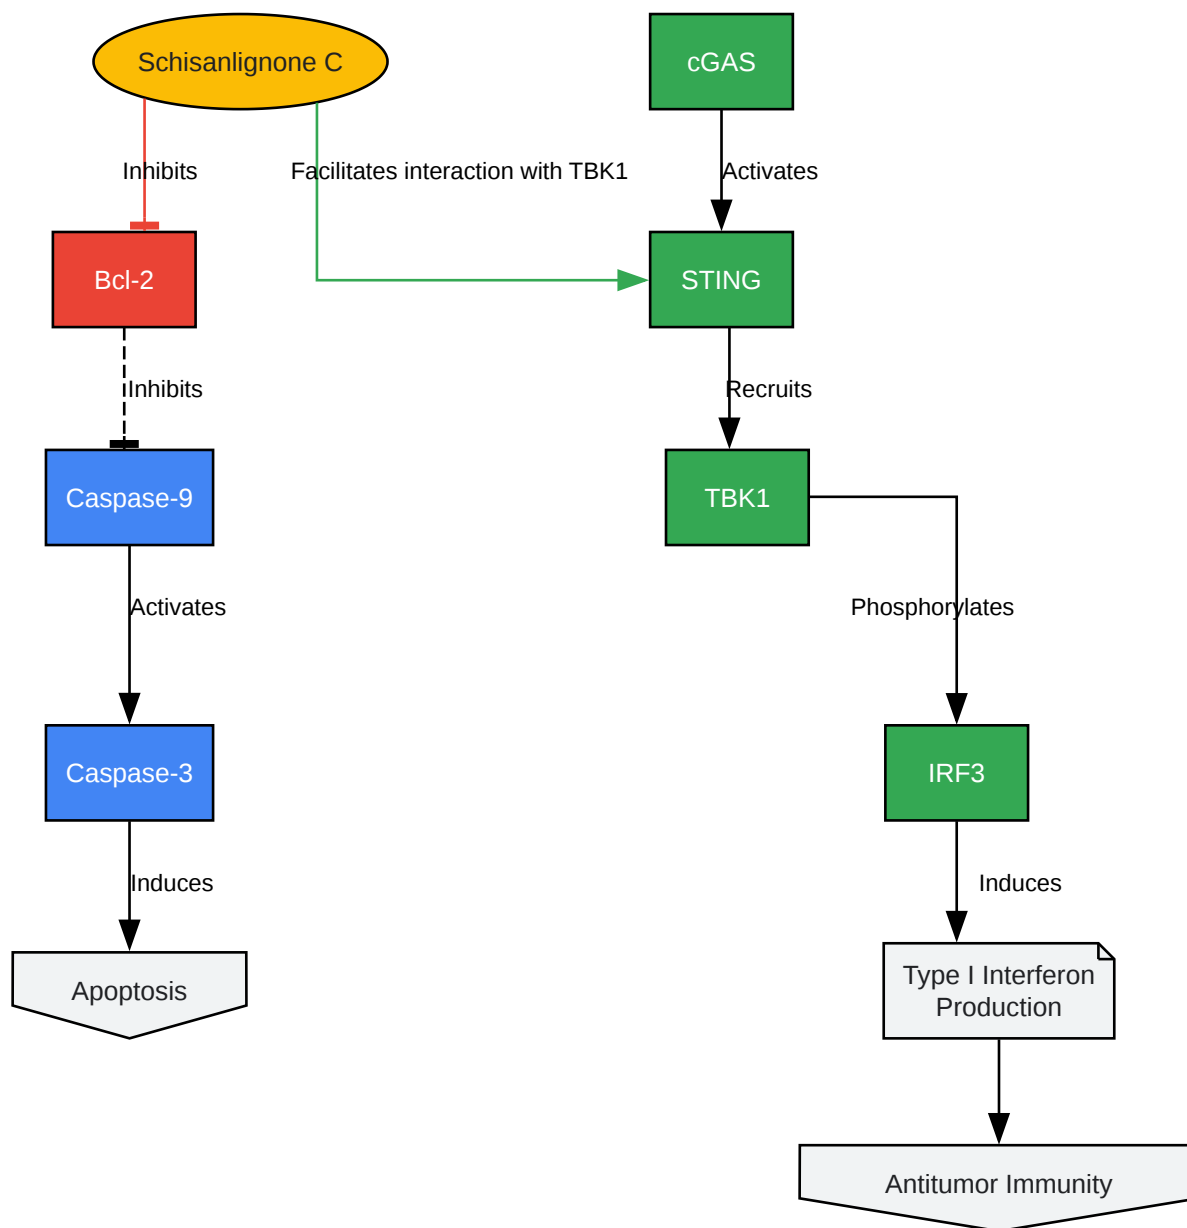 Schisanlignone C
cGAS
Inhibits
Facilitates interaction with TBK1
Activates
Bcl-2
STING
Inhibits
Recruits
Caspase-9
TBK1
Activates
Phosphorylates
Caspase-3
IRF3
Induces
Induces
Apoptosis
Type I Interferon
Production
Antitumor Immunity